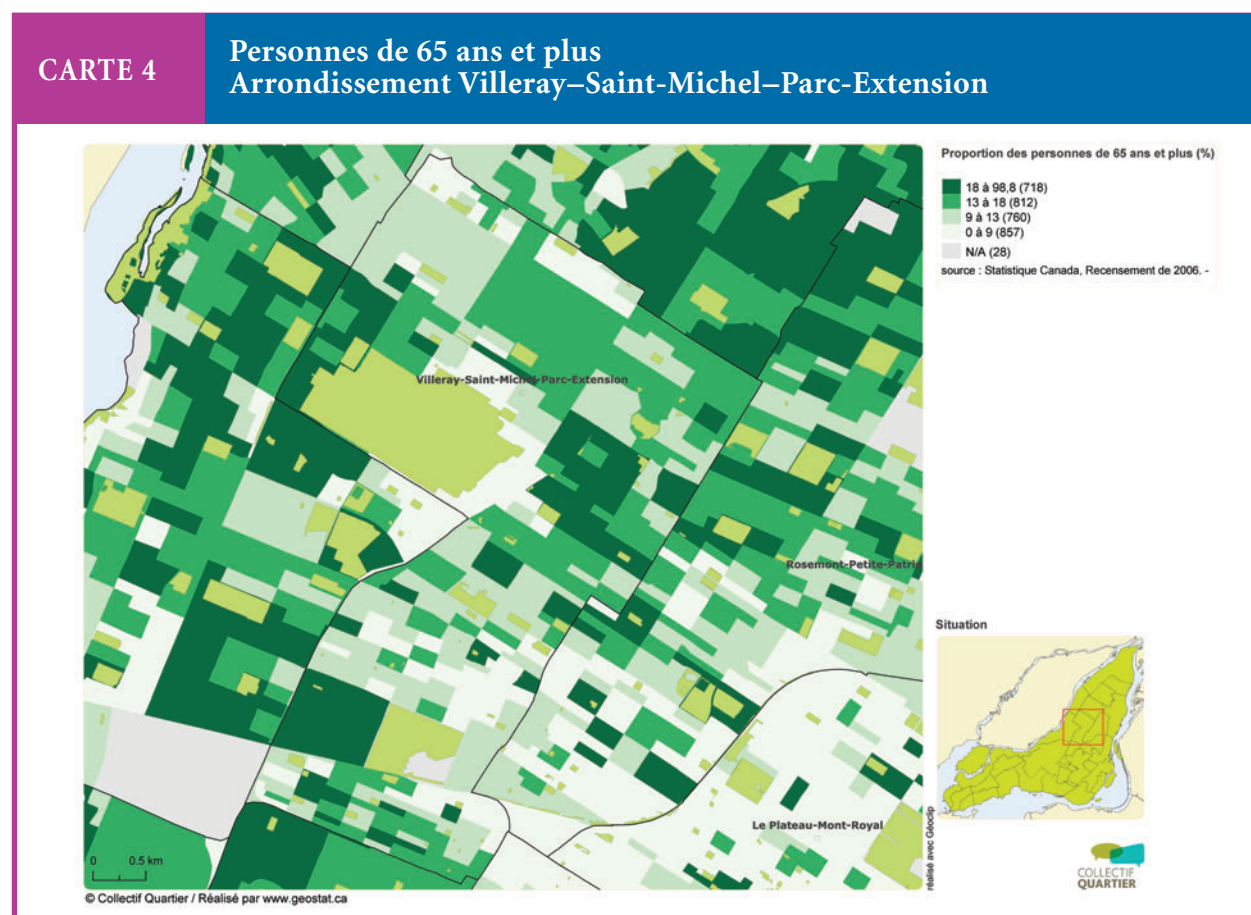 CARTE 4
Personnes de 65 ans et plus
Arrondissement Villeray–Saint-Michel–Parc-Extension
Proportion des personnes de 65 ans et plus (%)
18 à 98,8 (718)
13 à 18 (812)
9 à 13 (760)
0 à 9 (857)
N/A (28)
source : Statistique Canada, Recensement de 2006. -
Villeray-Saint-Michel-Parc-Extension
Rosemont-Petite-Patri
Le Plateau-Mont-Royal
Situation
0 0.5 km
réalisé avec Géoclip
COLLECTIF
QUARTIER
© Collectif Quartier / Réalisé par www.geostat.ca